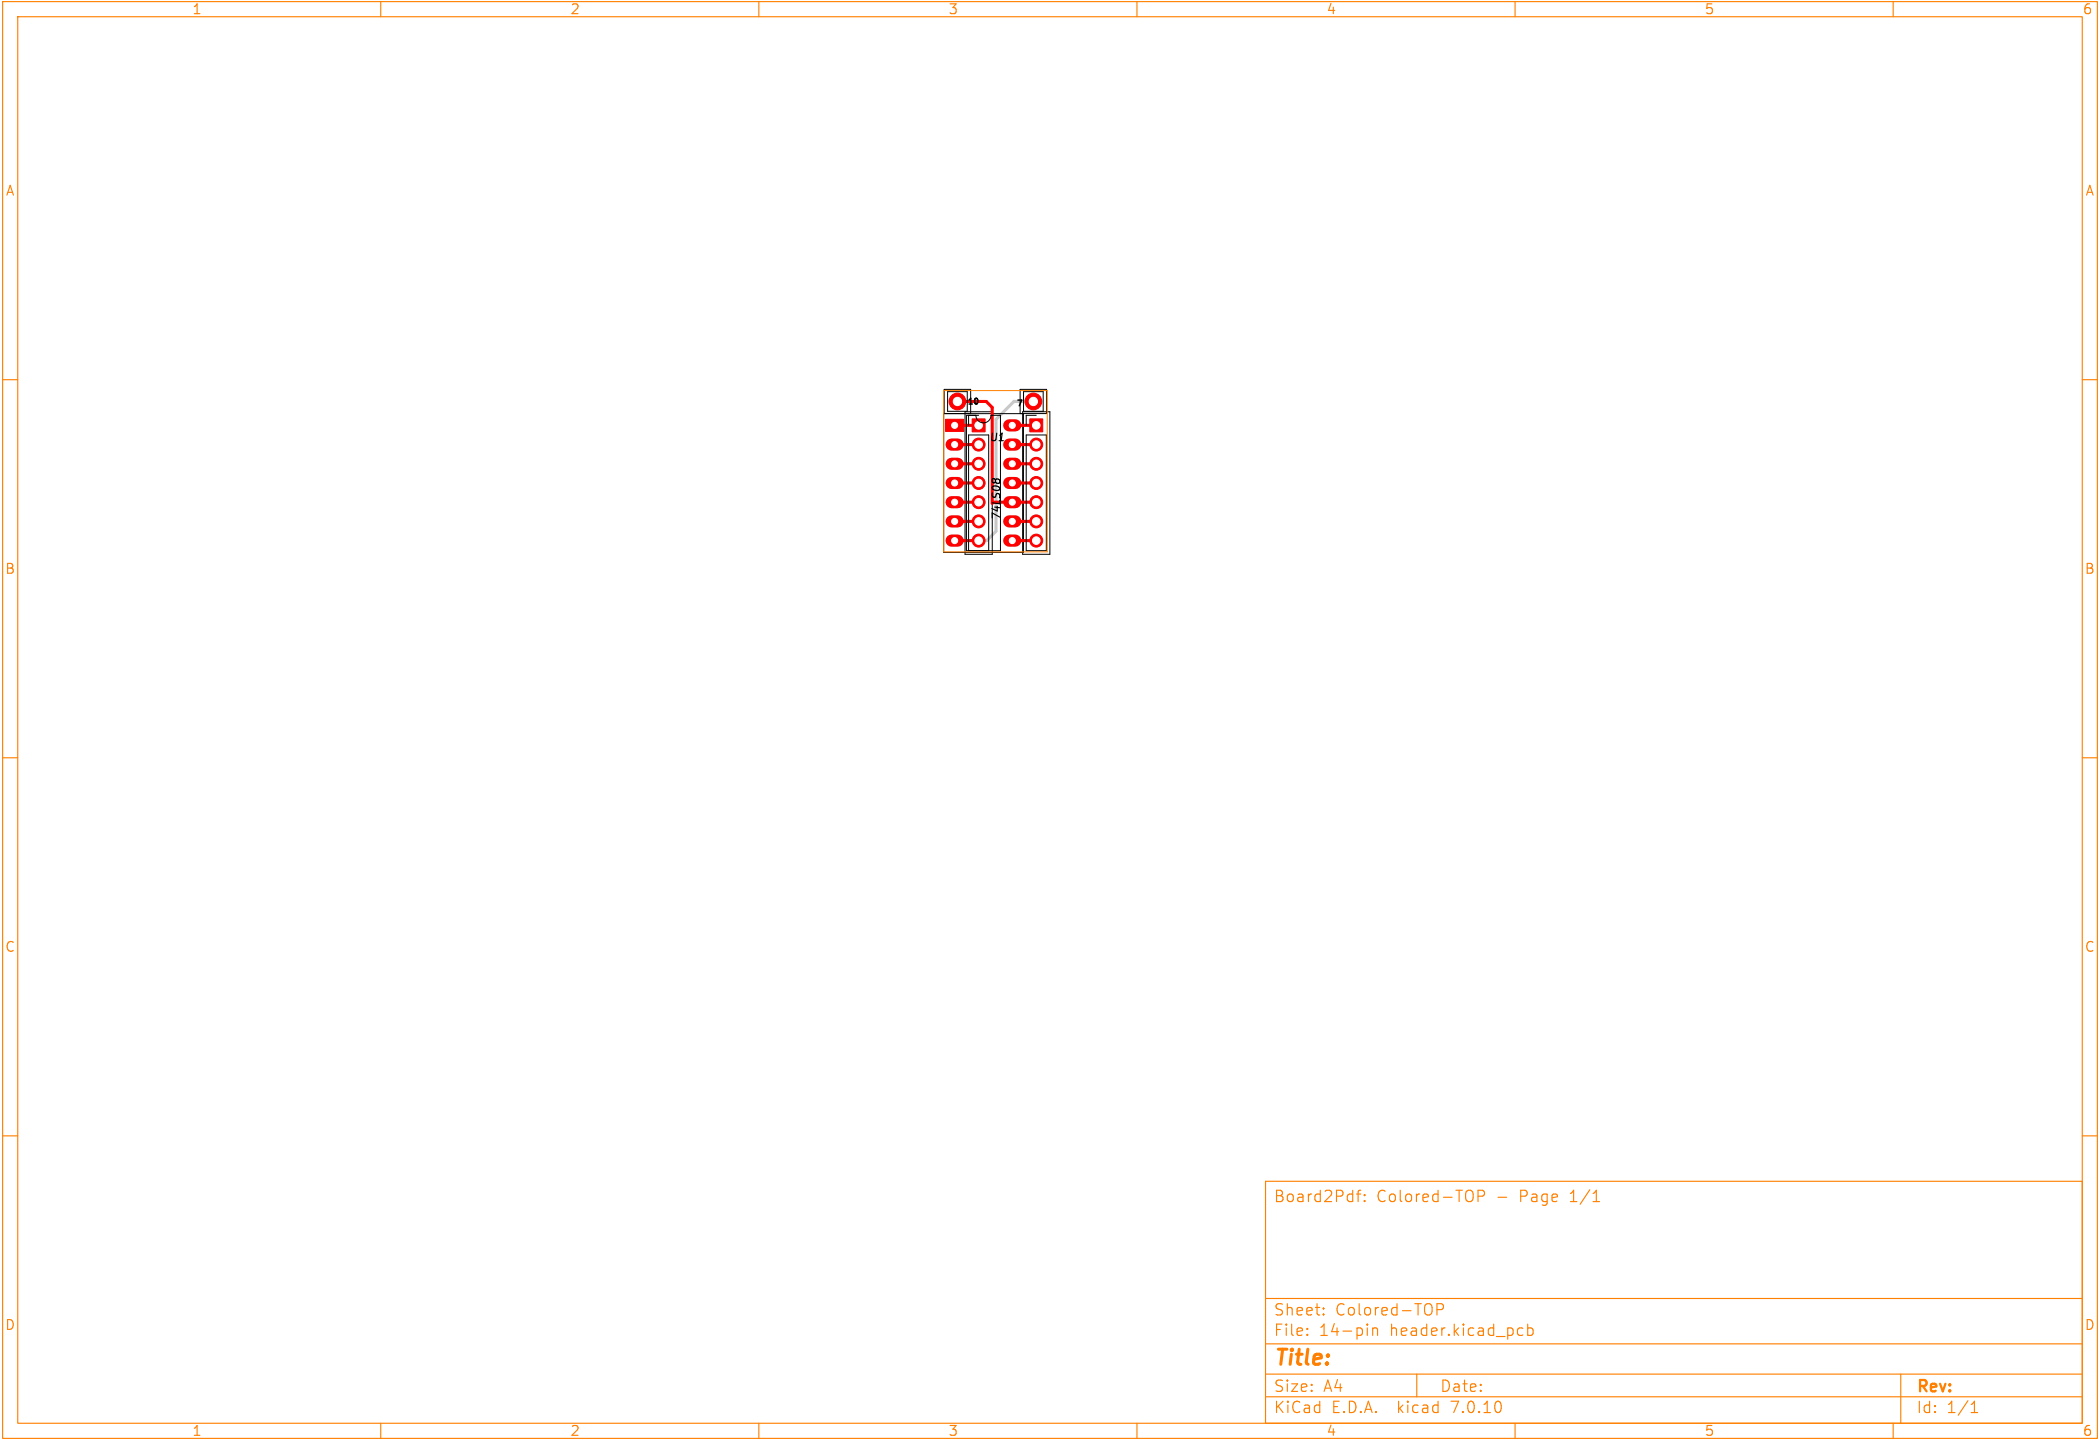 1 2 3 4 5 6
A A
10 7
U1
74LS08
B B
C C
Board2Pdf: Colored-TOP - Page 1/1
Sheet: Colored-TOP
File: 14-pin header.kicad_pcb
D D
Title:
Size: A4 Date: Rev:
KiCad E.D.A. kicad 7.0.10 Id: 1/1
1 2 3 4 5 6